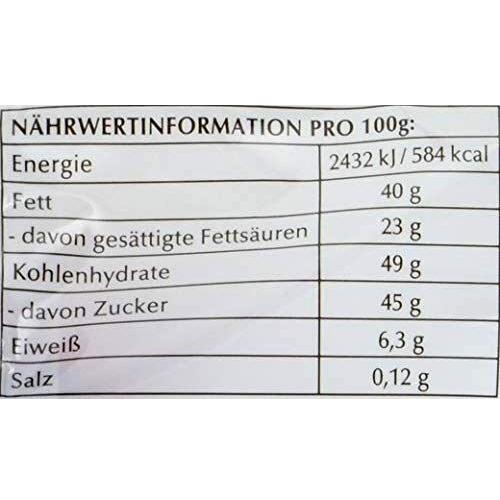 NÄHRWERTINFORMATION PRO 100g:
Energie 2432 kJ / 584 kcal
Fett 40 g
- davon gesättigte Fettsäuren 23 g
Kohlenhydrate 49 g
- davon Zucker 45 g
Eiweiß 6,3 g
Salz 0,12 g